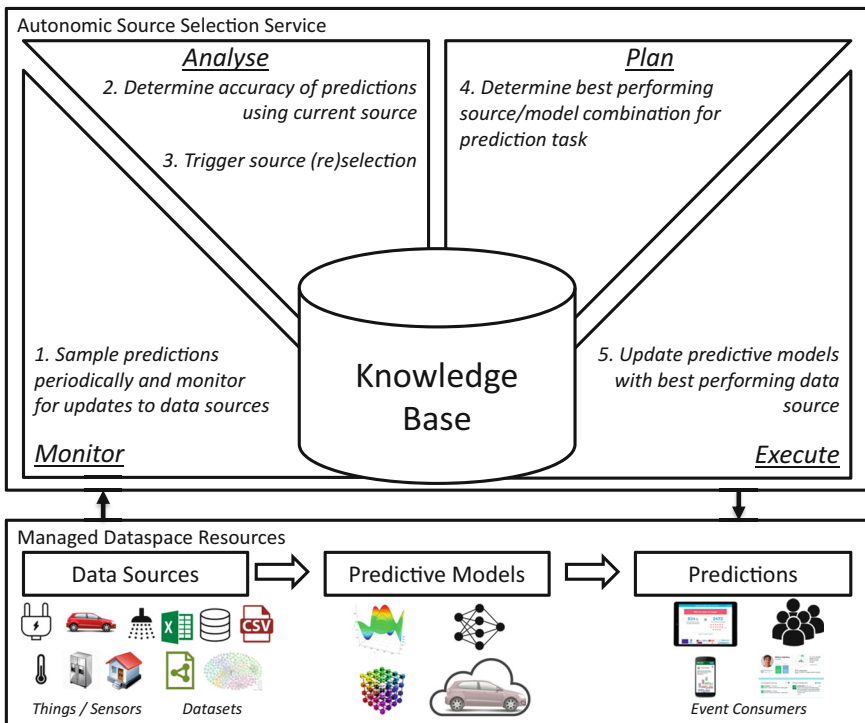 Autonomic Source Selection Service
Analyse
2. Determine accuracy of predictions
using current source
3. Trigger source (re)selection
Plan
4. Determine best performing
source/model combination for
prediction task
1. Sample predictions
periodically and monitor
for updates to data sources
Monitor
Knowledge
Base
5. Update predictive models
with best performing data
source
Execute
Managed Dataspace Resources
Data Sources
Predictive Models
Predictions
CSV
Things / Sensors
Datasets
Event Consumers